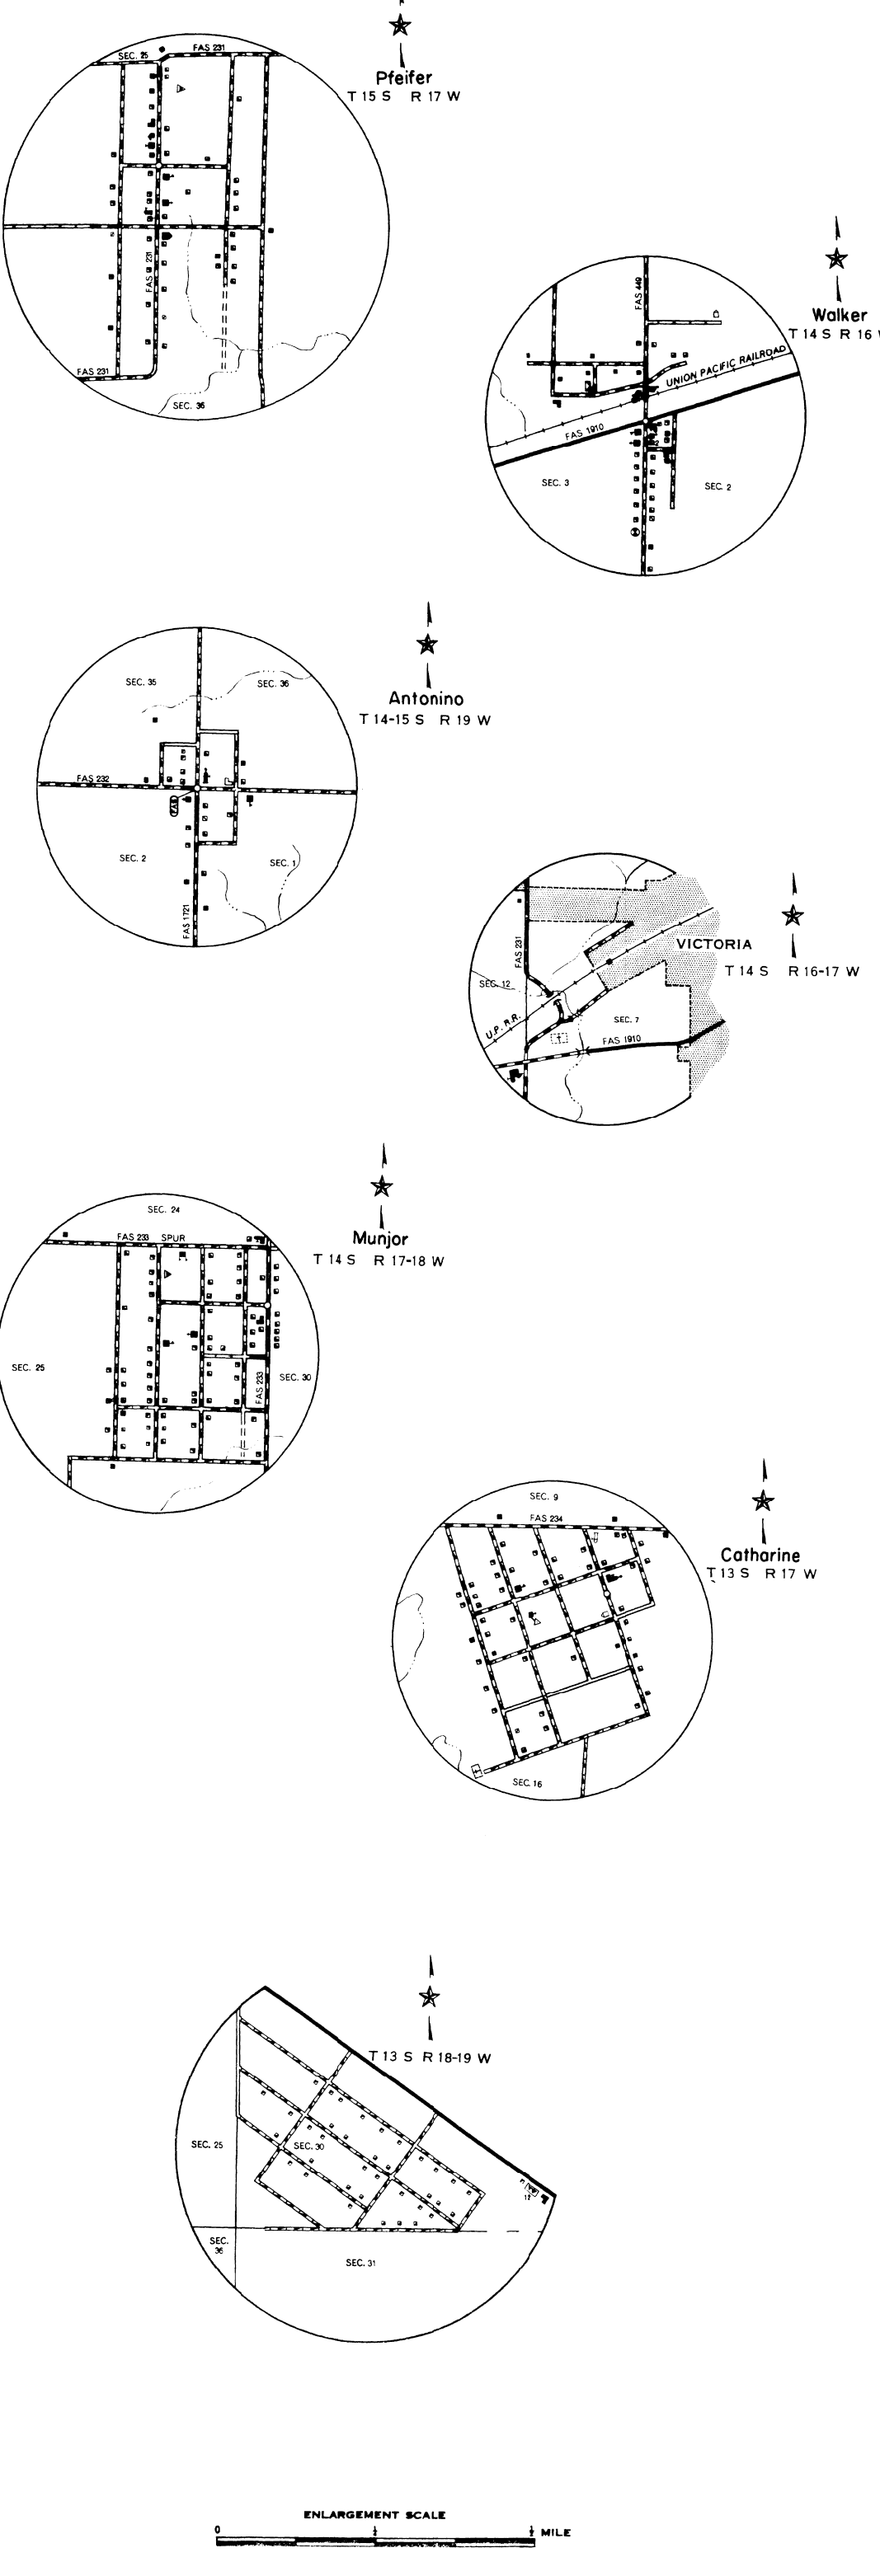 FAS 231
SEC. 25
Pfeifer
T 15 S R 17 W
FAS 231
FAS 231
SEC. 36
Walker
T 14 S R 16 W
FAS 449
UNION PACIFIC RAILROAD
FAS 1910
SEC. 3
SEC. 2
Antonino
T 14-15 S R 19 W
SEC. 35
SEC. 36
FAS 232
SEC. 2
SEC. 1
FAS 1721
VICTORIA
T 14 S R 16-17 W
FAS 231
SEC. 12
U.P. R.R.
SEC. 7
FAS 1910
Munjor
T 14 S R 17-18 W
SEC. 24
FAS 233 SPUR
SEC. 25
FAS 233
SEC. 30
Catharine
T 13 S R 17 W
SEC. 9
FAS 234
SEC. 16
T 13 S R 18-19 W
SEC. 25
SEC. 30
SEC.
36
SEC. 31
ENLARGEMENT SCALE
0
MILE